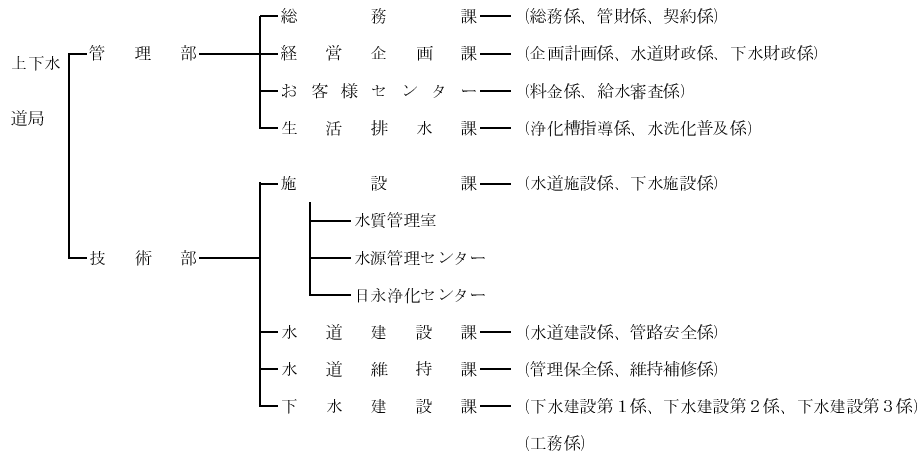 総務課 (総務係、管財係、契約係)
上下水道局
管理部
経営企画課 (企画計画係、水道財政係、下水財政係)
お客様センター (料金係、給水審査係)
生活排水課 (浄化槽指導係、水洗化普及係)
施設課 (水道施設係、下水施設係)
水質管理室
技術部
水源管理センター
日永浄化センター
水道建設課 (水道建設係、管路安全係)
水道維持課 (管理保全係、維持補修係)
下水建設課 (下水建設第１係、下水建設第２係、下水建設第３係)
(工務係)